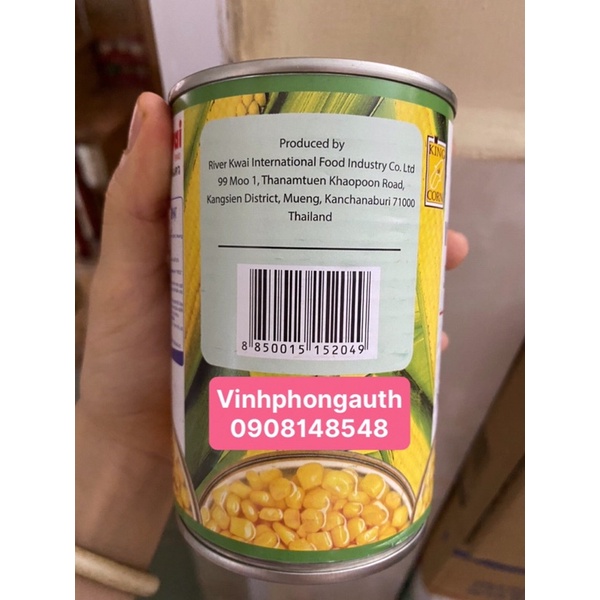 Produced by
River Kwai International Food Industry Co. Ltd
99 Moo 1, Thanamtuen Khaopoon Road,
Kangsien District, Mueng, Kanchanaburi 71000
Thailand
KING
OF
CORN
8 850015 152049
Vinhphongauth
0908148548